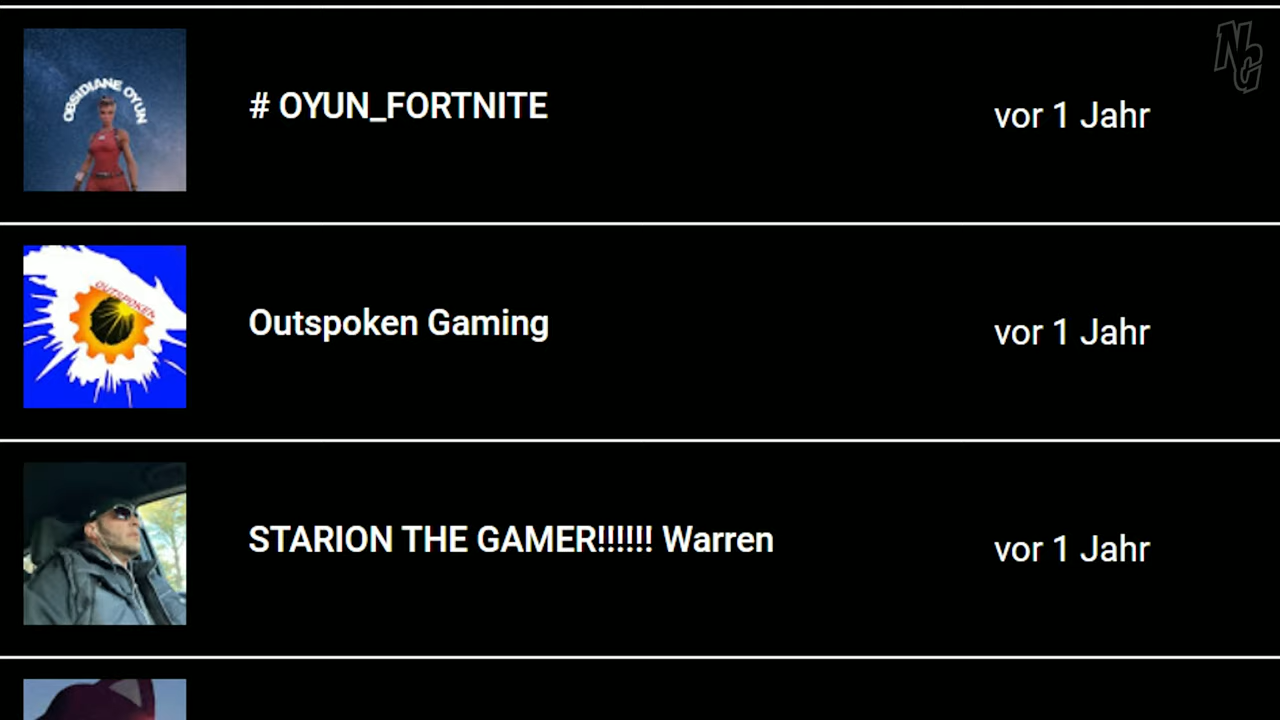 NC
OBSIDIANE OYUN
# OYUN_FORTNITE
vor 1 Jahr
OUTSPOKEN
Outspoken Gaming
vor 1 Jahr
STARION THE GAMER!!!!!! Warren
vor 1 Jahr